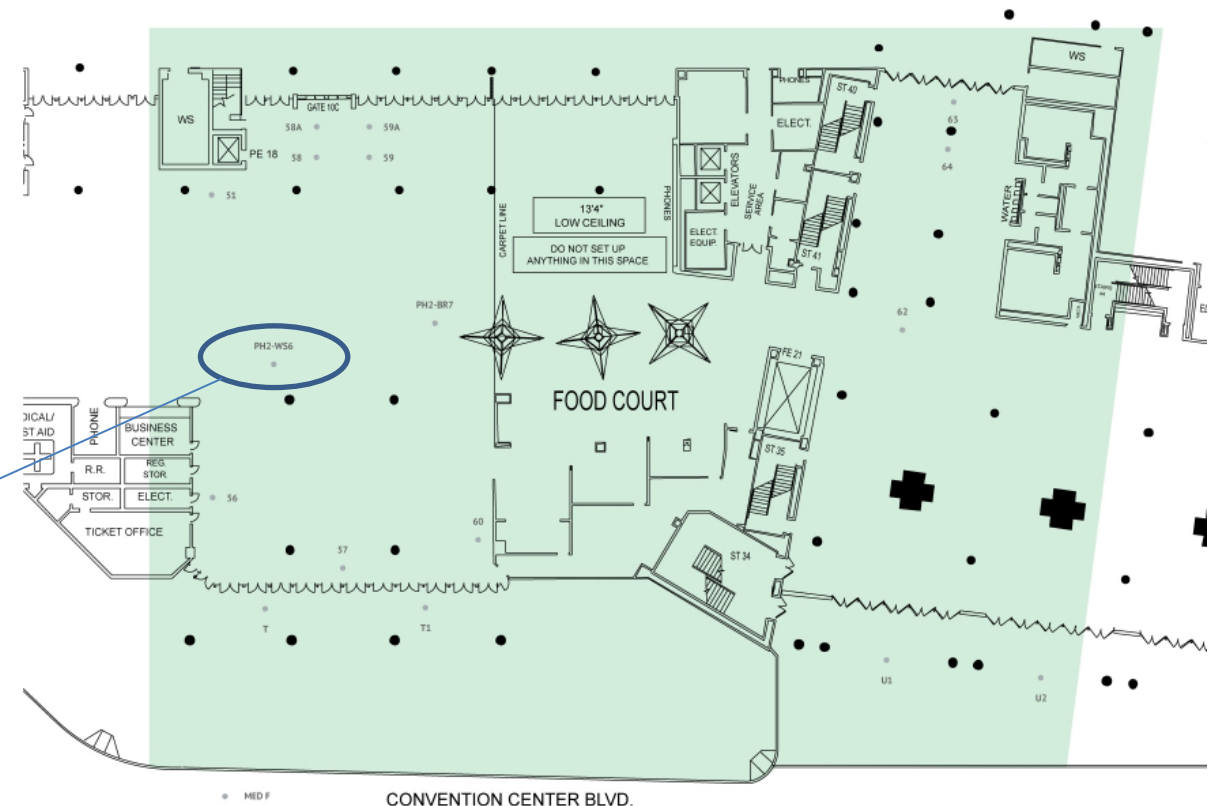 WS
PHONES
ST 40
GATE 10C
58A
59A
63
WS
ELECT.
PE 18
58
59
64
51
ELEVATORS
SERVICE
AREA
WATER
PHONES
13'4"
LOW CEILING
CARPET LINE
ELECT.
EQUIP.
DO NOT SET UP
ANYTHING IN THIS SPACE
ST 41
PH2-BR7
62
PH2-WS6
FE 21
FOOD COURT
PHONE
BUSINESS
CENTER
R.R.
REG.
STOR.
ST 35
STOR.
ELECT.
56
TICKET OFFICE
60
57
ST 34
T
T1
U1
U2
MED F
CONVENTION CENTER BLVD.